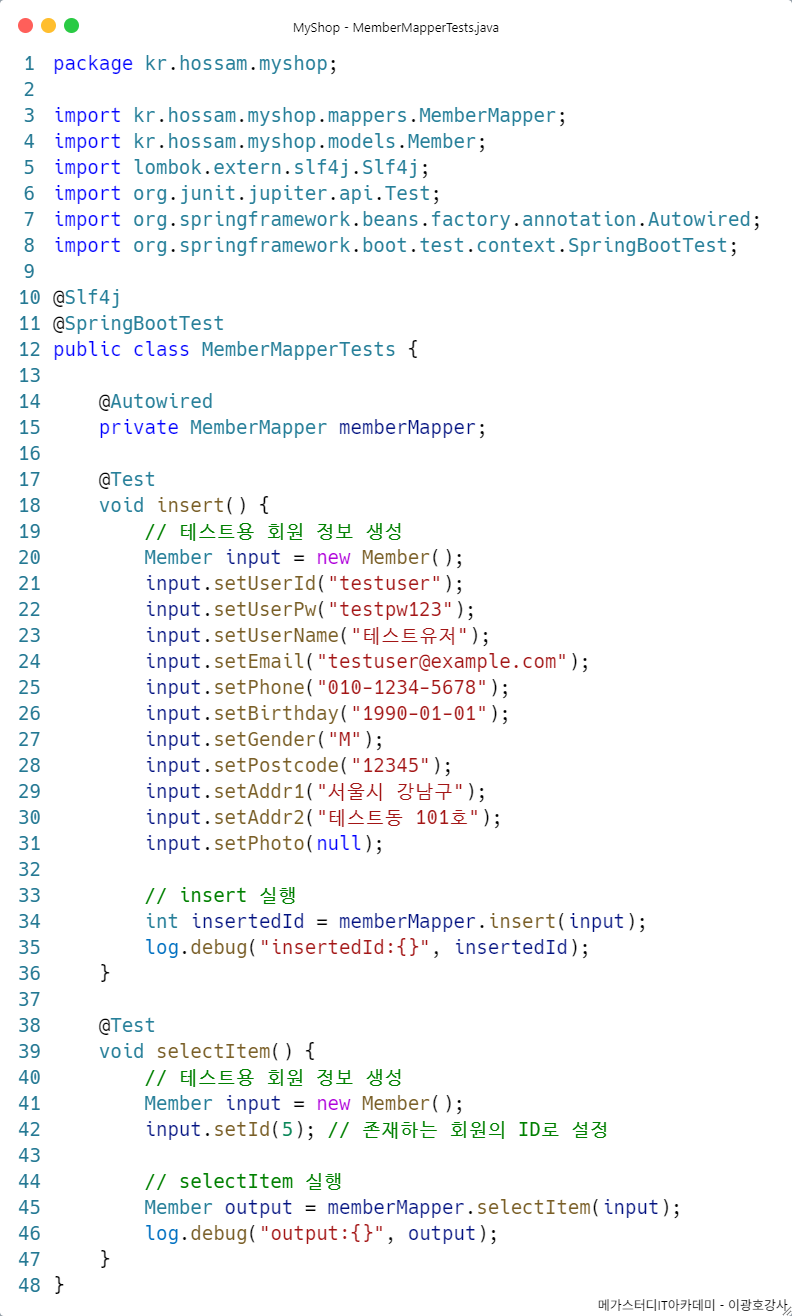 MyShop - MemberMapperTests.java
1 package kr.hossam.myshop;
2
3 import kr.hossam.myshop.mappers.MemberMapper;
4 import kr.hossam.myshop.models.Member;
5 import lombok.extern.slf4j.Slf4j;
6 import org.junit.jupiter.api.Test;
7 import org.springframework.beans.factory.annotation.Autowired;
8 import org.springframework.boot.test.context.SpringBootTest;
9
10 @Slf4j
11 @SpringBootTest
12 public class MemberMapperTests {
13
14     @Autowired
15     private MemberMapper memberMapper;
16
17     @Test
18     void insert() {
19         // 테스트용 회원 정보 생성
20         Member input = new Member();
21         input.setUserId("testuser");
22         input.setUserPw("testpw123");
23         input.setUserName("테스트유저");
24         input.setEmail("testuser@example.com");
25         input.setPhone("010-1234-5678");
26         input.setBirthday("1990-01-01");
27         input.setGender("M");
28         input.setPostcode("12345");
29         input.setAddr1("서울시 강남구");
30         input.setAddr2("테스트동 101호");
31         input.setPhoto(null);
32
33         // insert 실행
34         int insertedId = memberMapper.insert(input);
35         log.debug("insertedId:{}", insertedId);
36     }
37
38     @Test
39     void selectItem() {
40         // 테스트용 회원 정보 생성
41         Member input = new Member();
42         input.setId(5); // 존재하는 회원의 ID로 설정
43
44         // selectItem 실행
45         Member output = memberMapper.selectItem(input);
46         log.debug("output:{}", output);
47     }
48 }
메가스터디IT아카데미 - 이광호강사